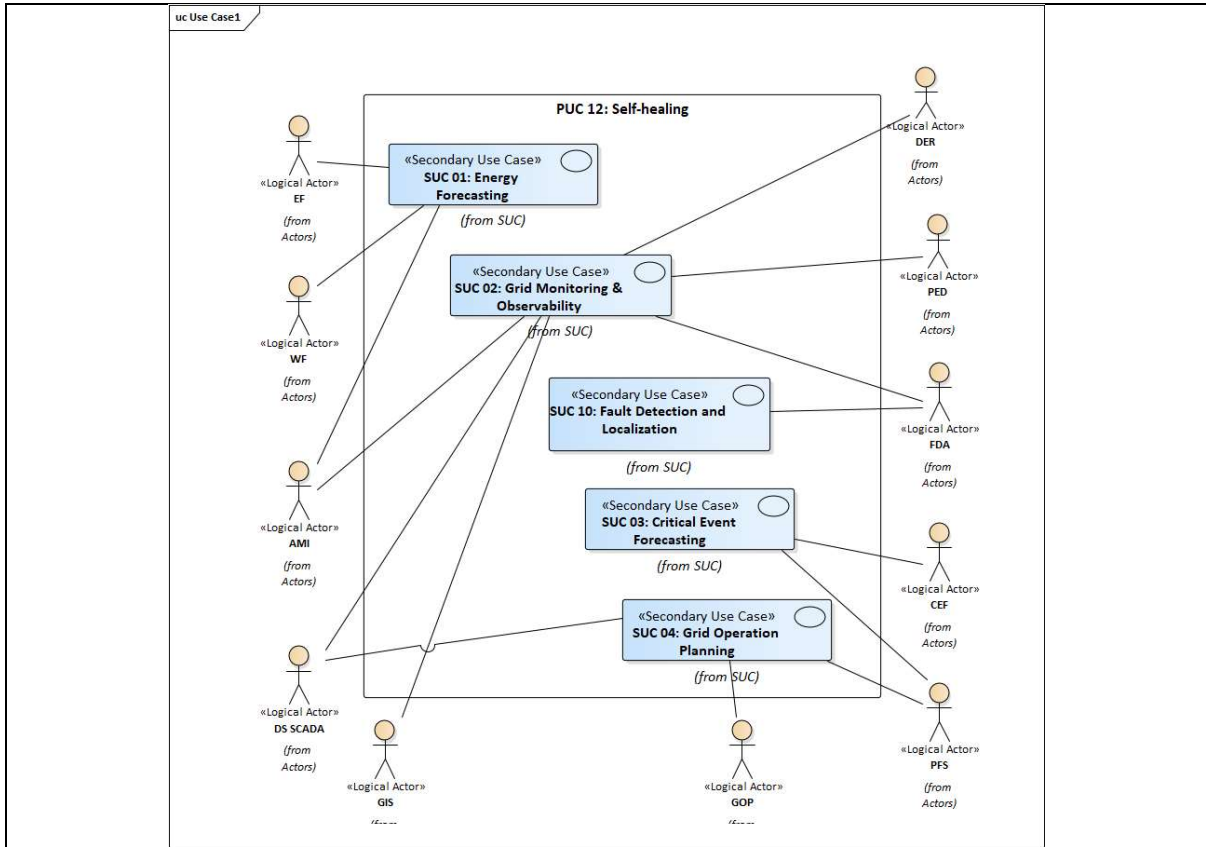 uc Use Case1
PUC 12: Self-healing
«Logical Actor»
EF
(from
Actors)
«Logical Actor»
WF
(from
Actors)
«Logical Actor»
AMI
(from
Actors)
«Logical Actor»
DS SCADA
(from
Actors)
«Logical Actor»
GIS
«Secondary Use Case»
SUC 01: Energy
Forecasting
(from SUC)
«Secondary Use Case»
SUC 02: Grid Monitoring &
Observability
(from SUC)
«Secondary Use Case»
SUC 10: Fault Detection and
Localization
(from SUC)
«Secondary Use Case»
SUC 03: Critical Event
Forecasting
(from SUC)
«Secondary Use Case»
SUC 04: Grid Operation
Planning
(from SUC)
«Logical Actor»
GOP
«Logical Actor»
DER
(from
Actors)
«Logical Actor»
PED
(from
Actors)
«Logical Actor»
FDA
(from
Actors)
«Logical Actor»
CEF
(from
Actors)
«Logical Actor»
PFS
(from
Actors)